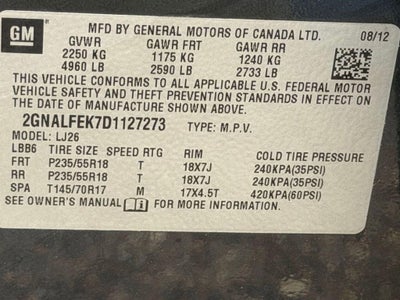 GM
MFD BY GENERAL MOTORS OF CANADA LTD. 08/12
GVWR GAWR FRT GAWR RR
2250 KG 1175 KG 1240 KG
4960 LB 2590 LB 2733 LB
THIS VEHICLE CONFORMS TO ALL APPLICABLE U.S. FEDERAL MOTOR
VEHICLE SAFETY AND THEFT PREVENTION STANDARDS IN EFFECT ON
THE DATE OF MANUFACTURE SHOWN ABOVE.
2GNALFEK7D1127273 TYPE: M.P.V.
MODEL: LJ26
LBB6 TIRE SIZE SPEED RTG RIM COLD TIRE PRESSURE
FRT P235/55R18 T 18X7J 240KPA(35PSI)
RR P235/55R18 T 18X7J 240KPA(35PSI)
SPA T145/70R17 M 17X4.5T 420KPA(60PSI)
SEE OWNER'S MANUAL FOR MORE INFORMATION.